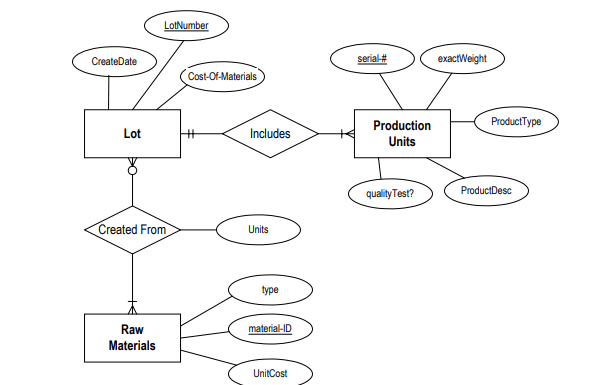 LotNumber
CreateDate
Cost-Of-Materials
serial-#
exactWeight
Lot
Includes
Production
Units
ProductType
qualityTest?
ProductDesc
Created From
Units
type
Raw
Materials
material-ID
UnitCost